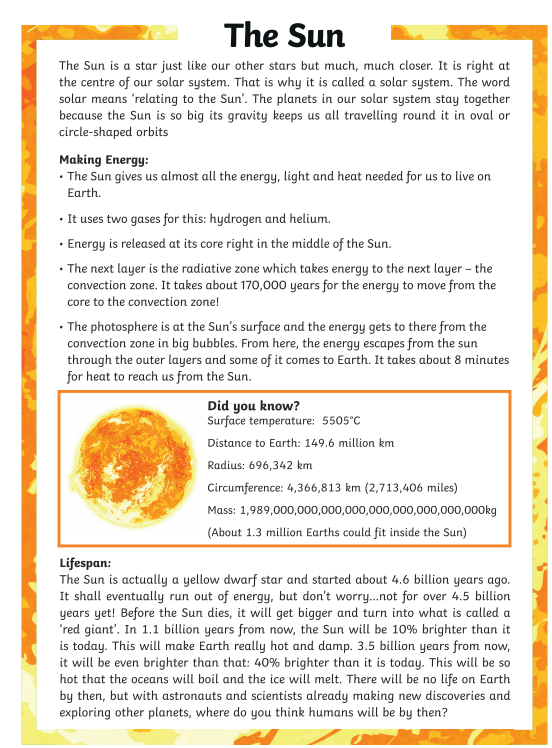 The Sun
The Sun is a star just like our other stars but much, much closer. It is right at
the centre of our solar system. That is why it is called a solar system. The word
solar means ‘relating to the Sun’. The planets in our solar system stay together
because the Sun is so big its gravity keeps us all travelling round it in oval or
circle-shaped orbits
Making Energy:
• The Sun gives us almost all the energy, light and heat needed for us to live on
Earth.
• It uses two gases for this: hydrogen and helium.
• Energy is released at its core right in the middle of the Sun.
• The next layer is the radiative zone which takes energy to the next layer – the
convection zone. It takes about 170,000 years for the energy to move from the
core to the convection zone!
• The photosphere is at the Sun’s surface and the energy gets to there from the
convection zone in big bubbles. From here, the energy escapes from the sun
through the outer layers and some of it comes to Earth. It takes about 8 minutes
for heat to reach us from the Sun.
Did you know?
Surface temperature: 5505°C
Distance to Earth: 149.6 million km
Radius: 696,342 km
Circumference: 4,366,813 km (2,713,406 miles)
Mass: 1,989,000,000,000,000,000,000,000,000,000kg
(About 1.3 million Earths could fit inside the Sun)
Lifespan:
The Sun is actually a yellow dwarf star and started about 4.6 billion years ago.
It shall eventually run out of energy, but don’t worry...not for over 4.5 billion
years yet! Before the Sun dies, it will get bigger and turn into what is called a
‘red giant’. In 1.1 billion years from now, the Sun will be 10% brighter than it
is today. This will make Earth really hot and damp. 3.5 billion years from now,
it will be even brighter than that: 40% brighter than it is today. This will be so
hot that the oceans will boil and the ice will melt. There will be no life on Earth
by then, but with astronauts and scientists already making new discoveries and
exploring other planets, where do you think humans will be by then?